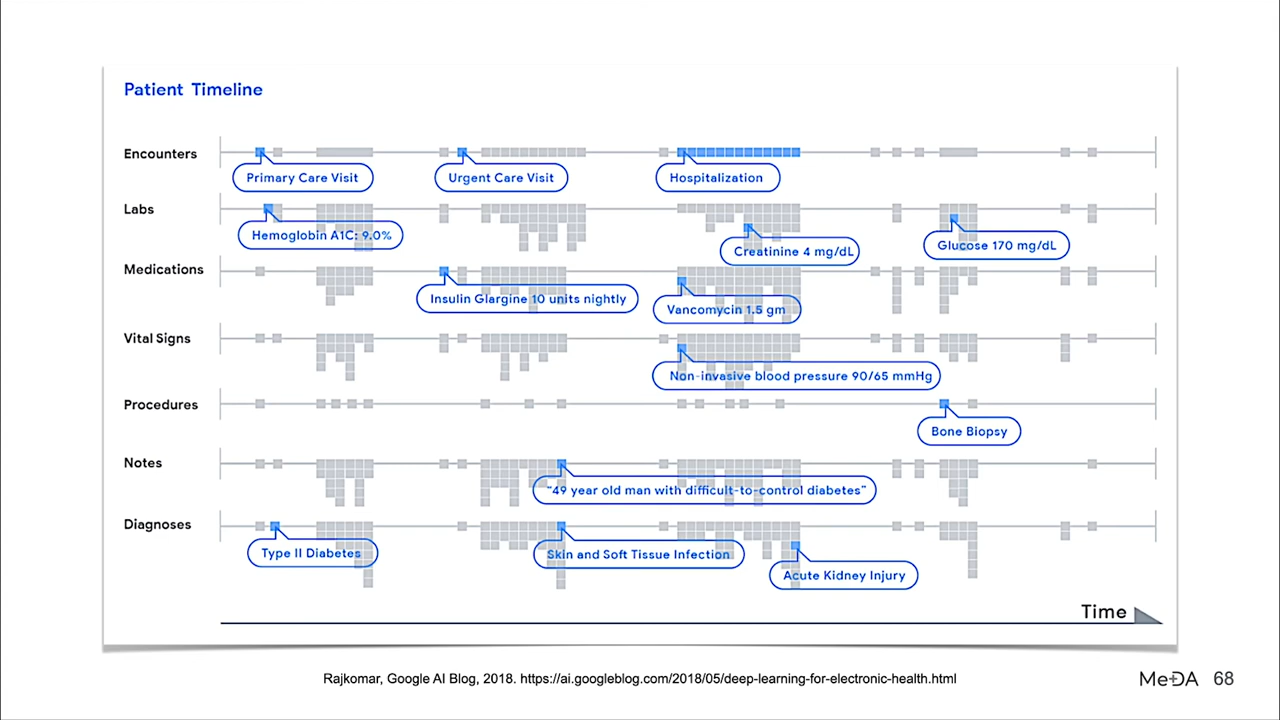 Patient Timeline
Encounters
Primary Care Visit
Urgent Care Visit
Hospitalization
Labs
Hemoglobin A1C: 9.0%
Creatinine 4 mg/dL
Glucose 170 mg/dL
Medications
Insulin Glargine 10 units nightly
Vancomycin 1.5 gm
Vital Signs
Non-invasive blood pressure 90/65 mmHg
Procedures
Bone Biopsy
Notes
"49 year old man with difficult-to-control diabetes"
Diagnoses
Type II Diabetes
Skin and Soft Tissue Infection
Acute Kidney Injury
Time
Rajkomar, Google AI Blog, 2018. https://ai.googleblog.com/2018/05/deep-learning-for-electronic-health.html
MeDA 68